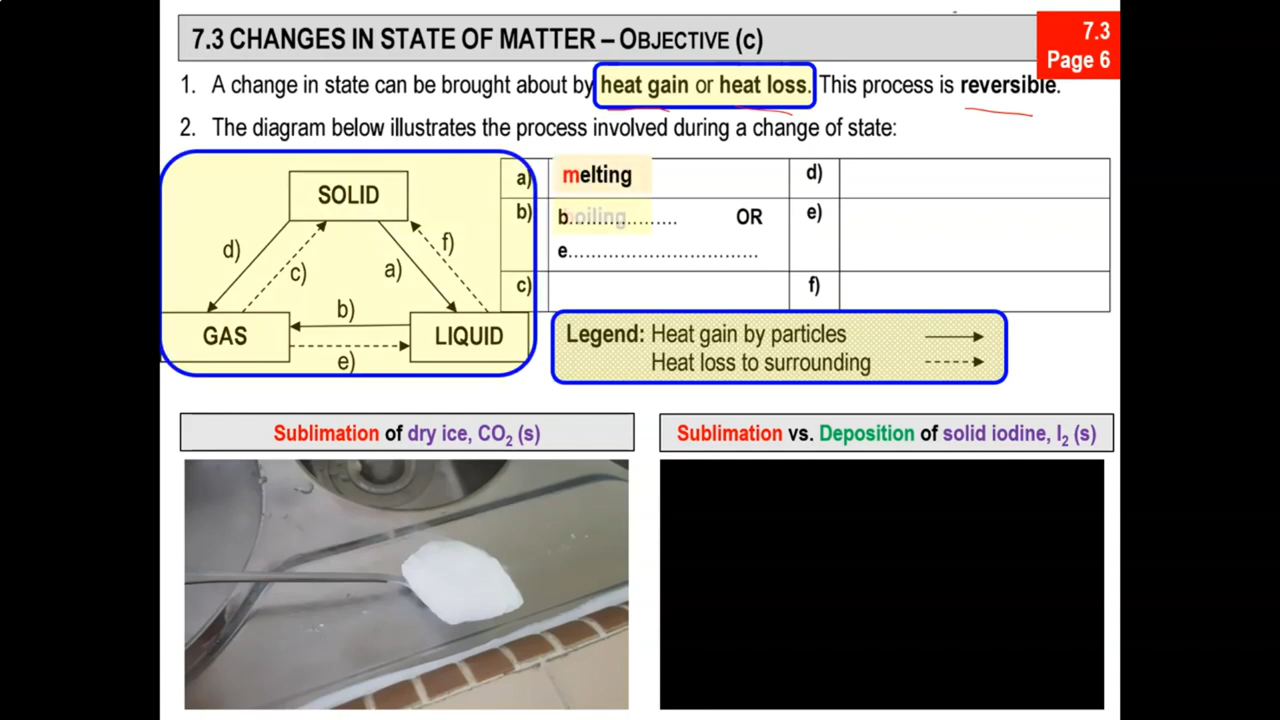 7.3 CHANGES IN STATE OF MATTER – OBJECTIVE (c)
7.3
Page 6
1. A change in state can be brought about by heat gain or heat loss. This process is reversible.
2. The diagram below illustrates the process involved during a change of state:
SOLID
d)
c)
a)
f)
b)
GAS
LIQUID
e)
a) melting d)
b) boiling OR e)
e
c) f)
Legend: Heat gain by particles
Heat loss to surrounding
Sublimation of dry ice, CO₂ (s)
Sublimation vs. Deposition of solid iodine, I₂ (s)